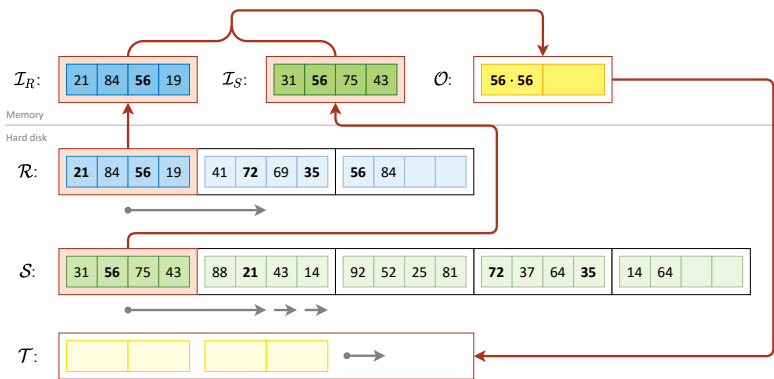 I_R: 21 84 56 19 I_S: 31 56 75 43 O: 56 · 56
Memory
Hard disk
R: 21 84 56 19 41 72 69 35 56 84
S: 31 56 75 43 88 21 43 14 92 52 25 81 72 37 64 35 14 64
T: